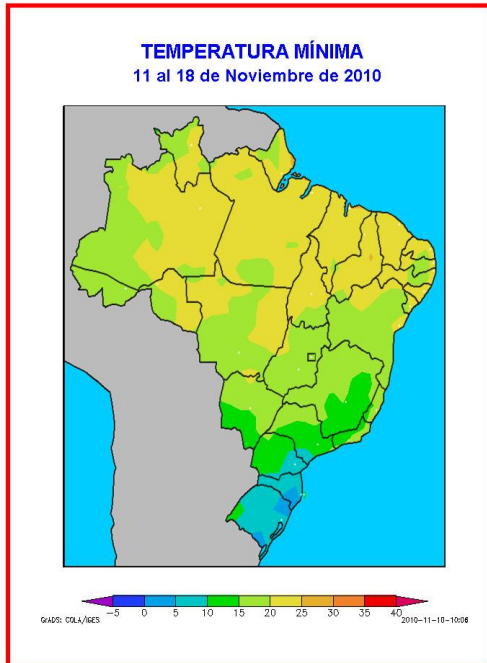 TEMPERATURA MÍNIMA
11 al 18 de Noviembre de 2010
-5 0 5 10 15 20 25 30 35 40
GrADS: COLA/IGES 2010-11-10-10:06